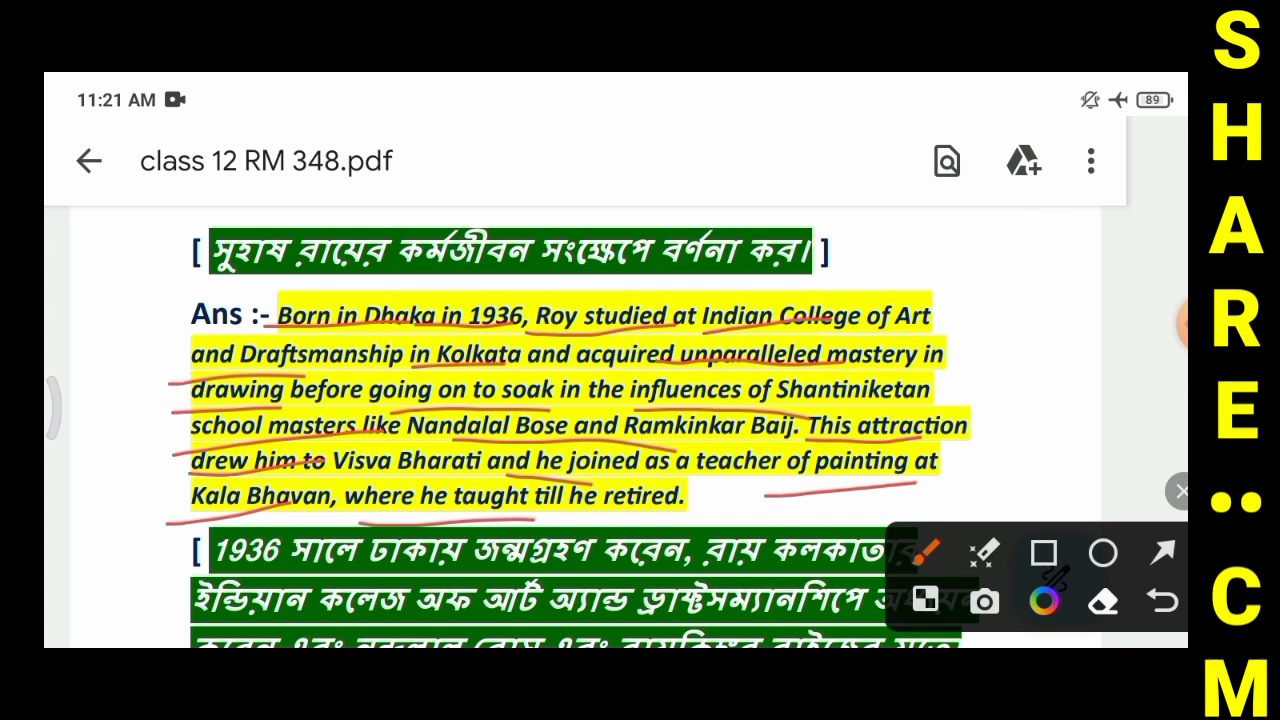 11:21 AM
89
class 12 RM 348.pdf
[ সুহাষ রায়ের কর্মজীবন সংক্ষেপে বর্ণনা কর। ]
Ans :- Born in Dhaka in 1936, Roy studied at Indian College of Art
and Draftsmanship in Kolkata and acquired unparalleled mastery in
drawing before going on to soak in the influences of Shantiniketan
school masters like Nandalal Bose and Ramkinkar Baij. This attraction
drew him to Visva Bharati and he joined as a teacher of painting at
Kala Bhavan, where he taught till he retired.
[ 1936 সালে ঢাকায় জন্মগ্রহণ করেন, রায় কলকাতার
ইন্ডিয়ান কলেজ অফ আর্ট অ্যান্ড ড্রাফ্টসম্যানশিপে
SHARE••CM